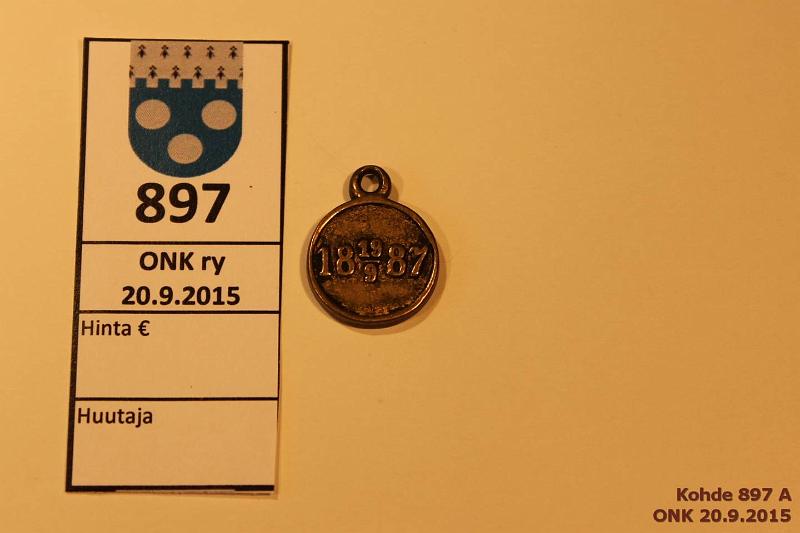 897
ONK ry
20.9.2015
Hinta €
Huutaja
18 19/9 87
Kohde 897 A
ONK 20.9.2015